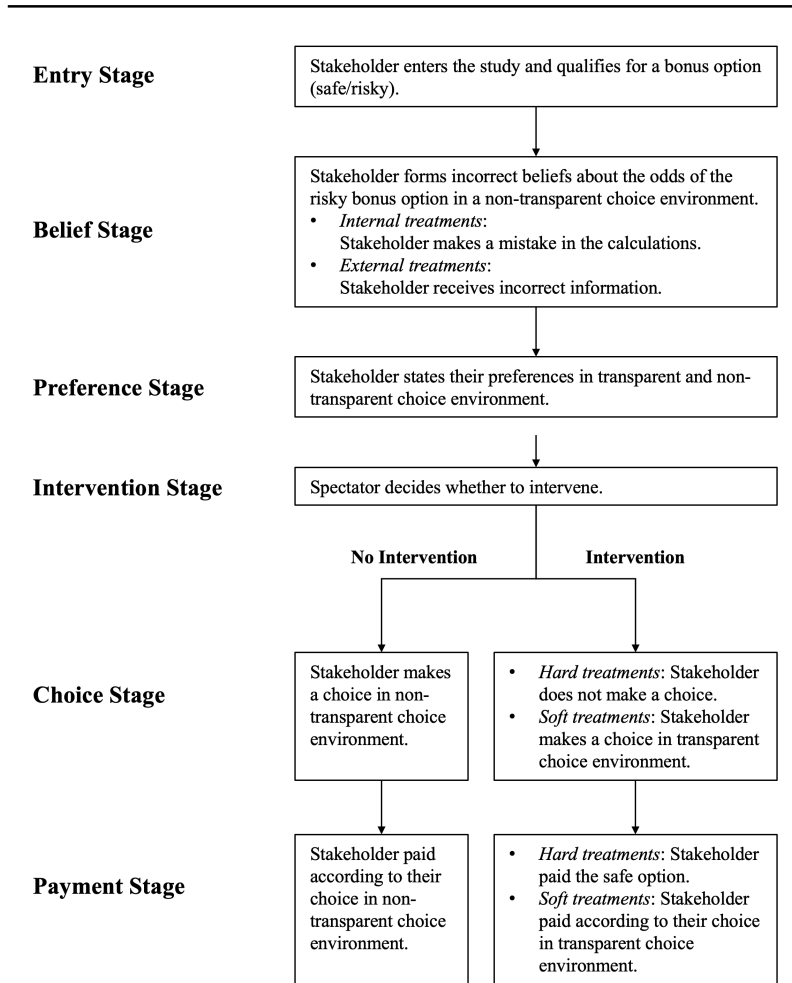 Entry Stage
Stakeholder enters the study and qualifies for a bonus option
(safe/risky).
Belief Stage
Stakeholder forms incorrect beliefs about the odds of the
risky bonus option in a non-transparent choice environment.
• Internal treatments:
Stakeholder makes a mistake in the calculations.
• External treatments:
Stakeholder receives incorrect information.
Preference Stage
Stakeholder states their preferences in transparent and non-
transparent choice environment.
Intervention Stage
Spectator decides whether to intervene.
No Intervention
Intervention
Choice Stage
Stakeholder makes
a choice in non-
transparent choice
environment.
• Hard treatments: Stakeholder
does not make a choice.
• Soft treatments: Stakeholder
makes a choice in transparent
choice environment.
Payment Stage
Stakeholder paid
according to their
choice in non-
transparent choice
environment.
• Hard treatments: Stakeholder
paid the safe option.
• Soft treatments: Stakeholder
paid according to their choice
in transparent choice
environment.